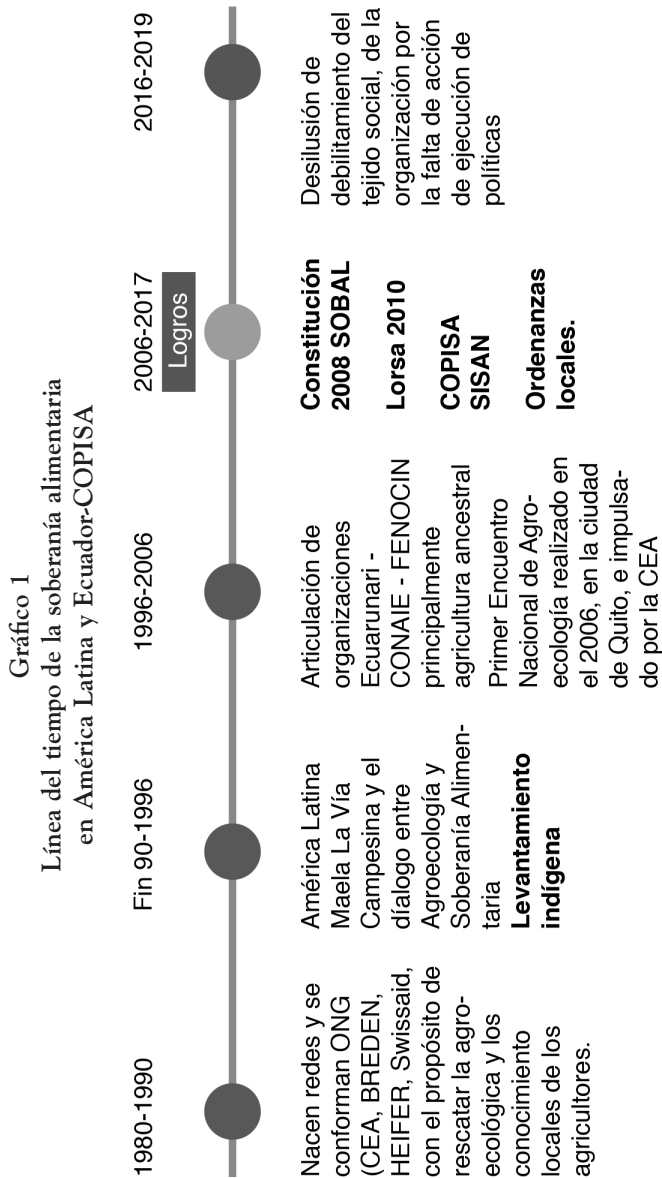 Gráfico 1
Línea del tiempo de la soberanía alimentaria
en América Latina y Ecuador-COPISA
1980-1990
Nacen redes y se
conforman ONG
(CEA, BREDEN,
HEIFER, Swissaid,
con el propósito de
rescatar la agro-
ecológica y los
conocimiento
locales de los
agricultores.
Fin 90-1996
América Latina
Maela La Vía
Campesina y el
díalogo entre
Agroecología y
Soberanía Alimen-
taria
Levantamiento
indígena
1996-2006
Articulación de
organizaciones
Ecuarunari -
CONAIE - FENOCIN
principalmente
agricultura ancestral
Primer Encuentro
Nacional de Agro-
ecología realizado en
el 2006, en la ciudad
de Quito, e impulsa-
do por la CEA
2006-2017
Logros
Constitución
2008 SOBAL
Lorsa 2010
COPISA
SISAN
Ordenanzas
locales.
2016-2019
Desilusión de
debilitamiento del
tejido social, de la
organización por
la falta de acción
de ejecución de
políticas